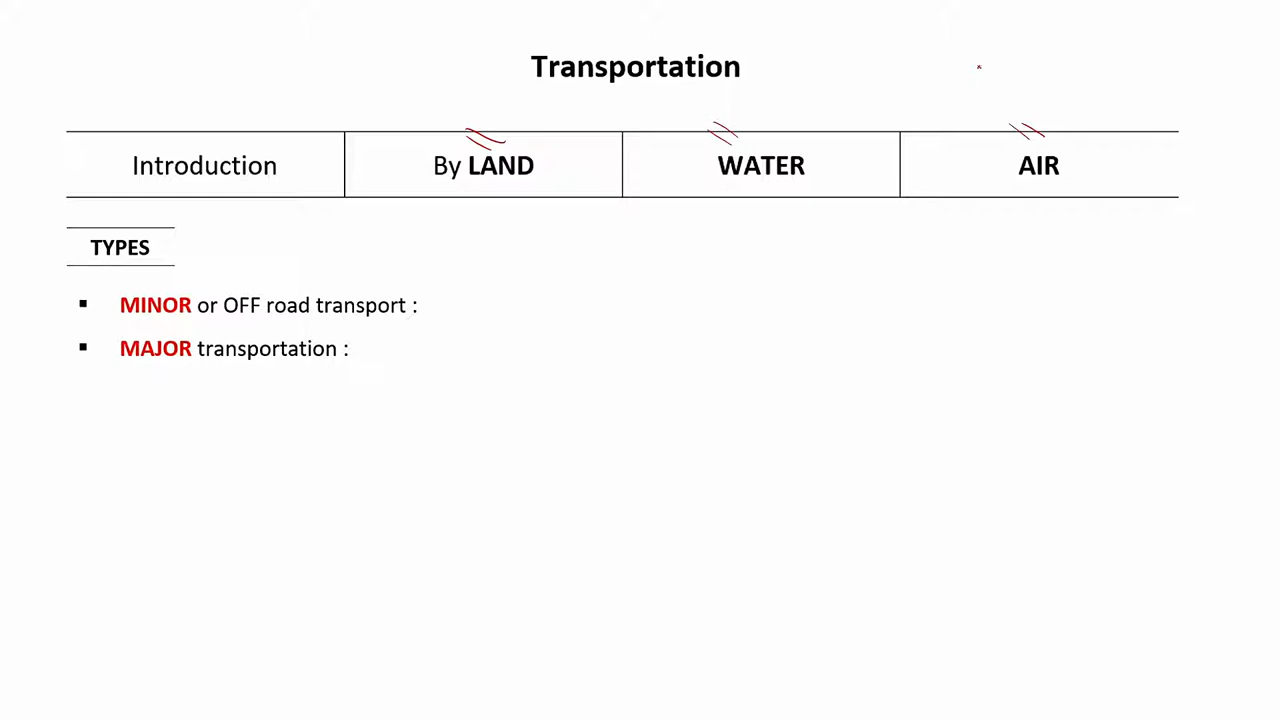 Transportation
Introduction By LAND WATER AIR
TYPES
▪ MINOR or OFF road transport :
▪ MAJOR transportation :